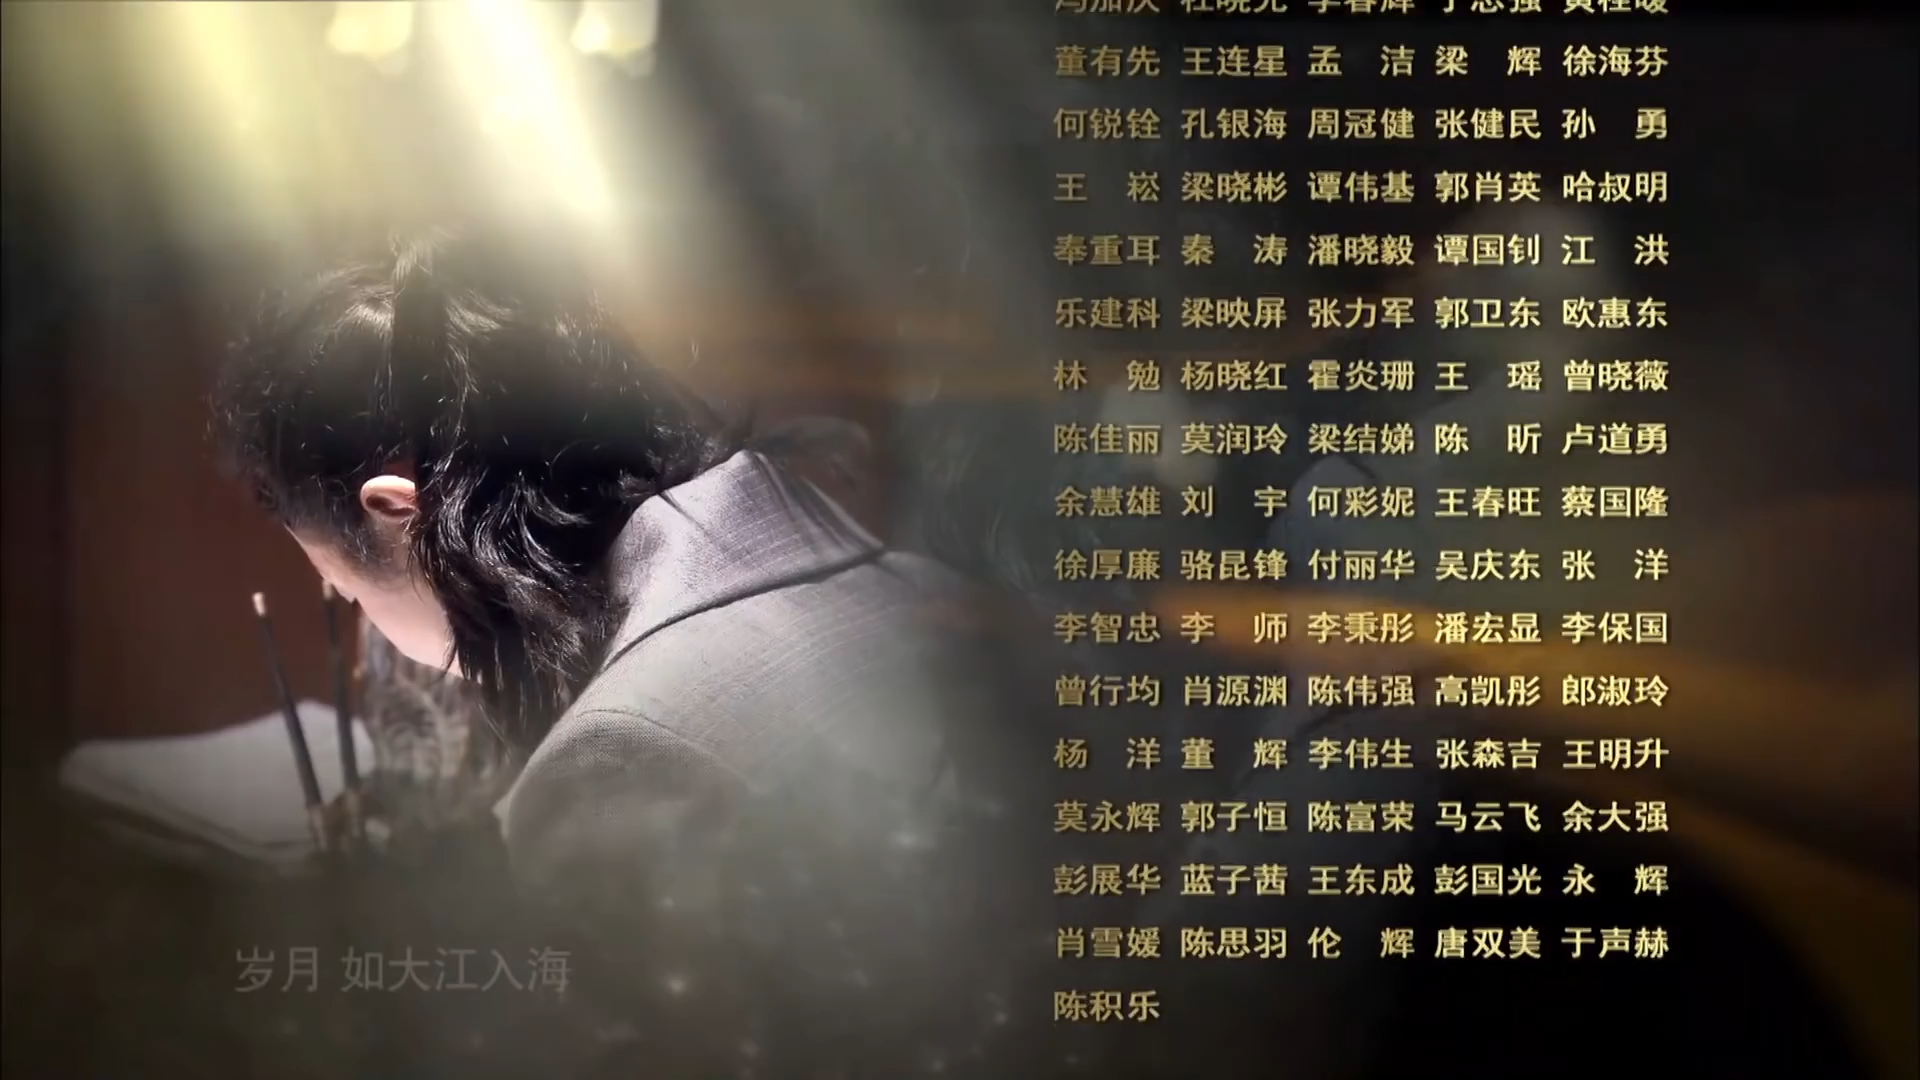 董有先 王连星 孟　洁 梁　辉 徐海芬
何锐铨 孔银海 周冠健 张健民 孙　勇
王　崧 梁晓彬 谭伟基 郭肖英 哈叔明
奉重耳 秦　涛 潘晓毅 谭国钊 江　洪
乐建科 梁映屏 张力军 郭卫东 欧惠东
林　勉 杨晓红 霍炎珊 王　瑶 曾晓薇
陈佳丽 莫润玲 梁结娣 陈　昕 卢道勇
余慧雄 刘　宇 何彩妮 王春旺 蔡国隆
徐厚廉 骆昆锋 付丽华 吴庆东 张　洋
李智忠 李　师 李秉彤 潘宏显 李保国
曾行均 肖源渊 陈伟强 高凯彤 郎淑玲
杨　洋 董　辉 李伟生 张森吉 王明升
莫永辉 郭子恒 陈富荣 马云飞 余大强
彭展华 蓝子茜 王东成 彭国光 永　辉
肖雪媛 陈思羽 伦　辉 唐双美 于声赫
陈积乐
岁月 如大江入海